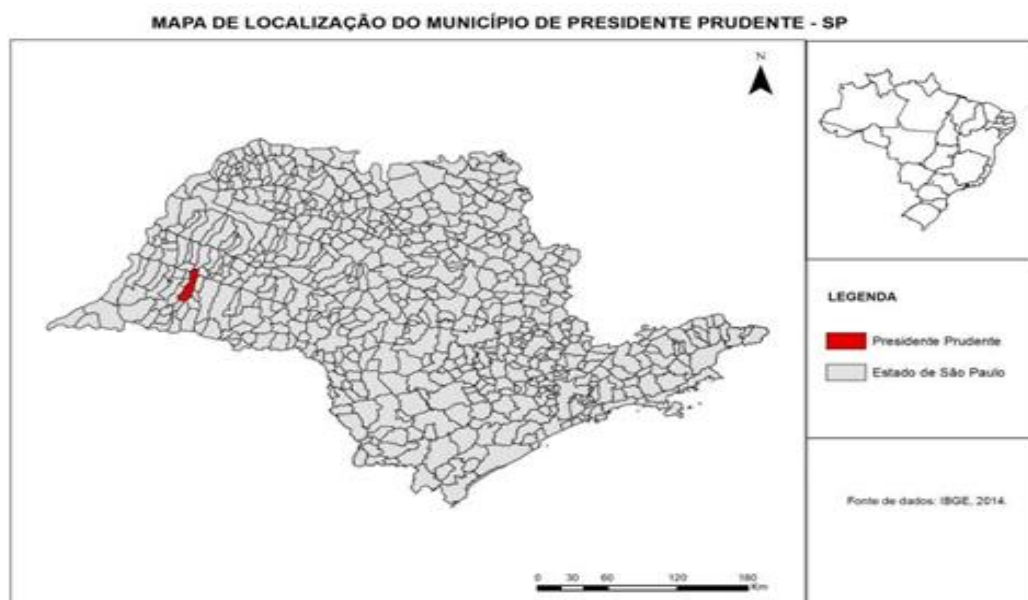 MAPA DE LOCALIZAÇÃO DO MUNICÍPIO DE PRESIDENTE PRUDENTE - SP
N
LEGENDA
Presidente Prudente
Estado de São Paulo
Fonte de dados: IBGE, 2014.
0 30 60 120 180
Km